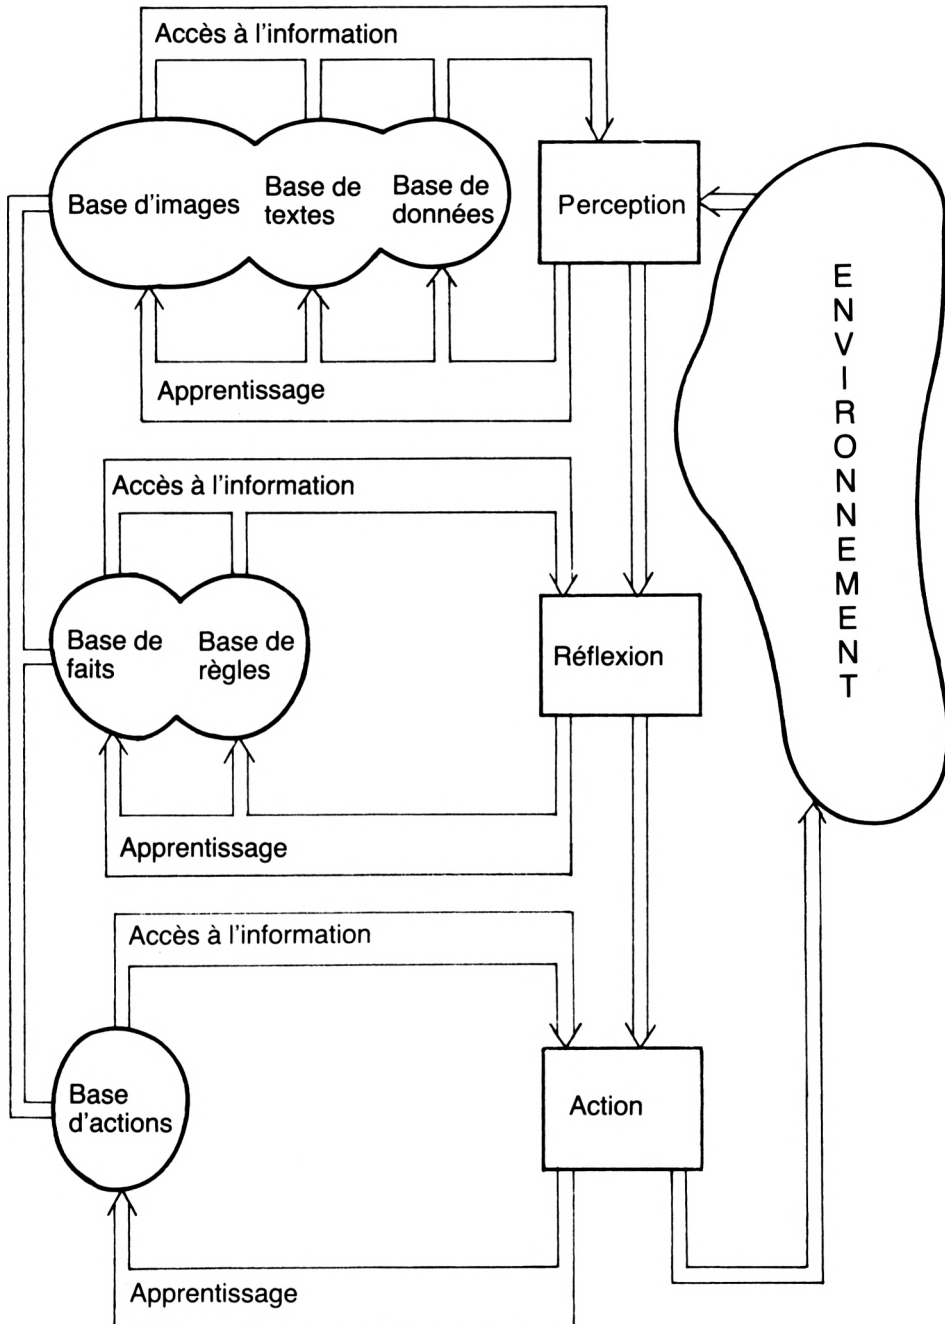 Accès à l'information
Base d'images
Base de
textes
Base de
données
Perception
Apprentissage
ENVIRONNEMENT
Accès à l'information
Base de
faits
Base de
règles
Réflexion
Apprentissage
Accès à l'information
Base
d'actions
Action
Apprentissage